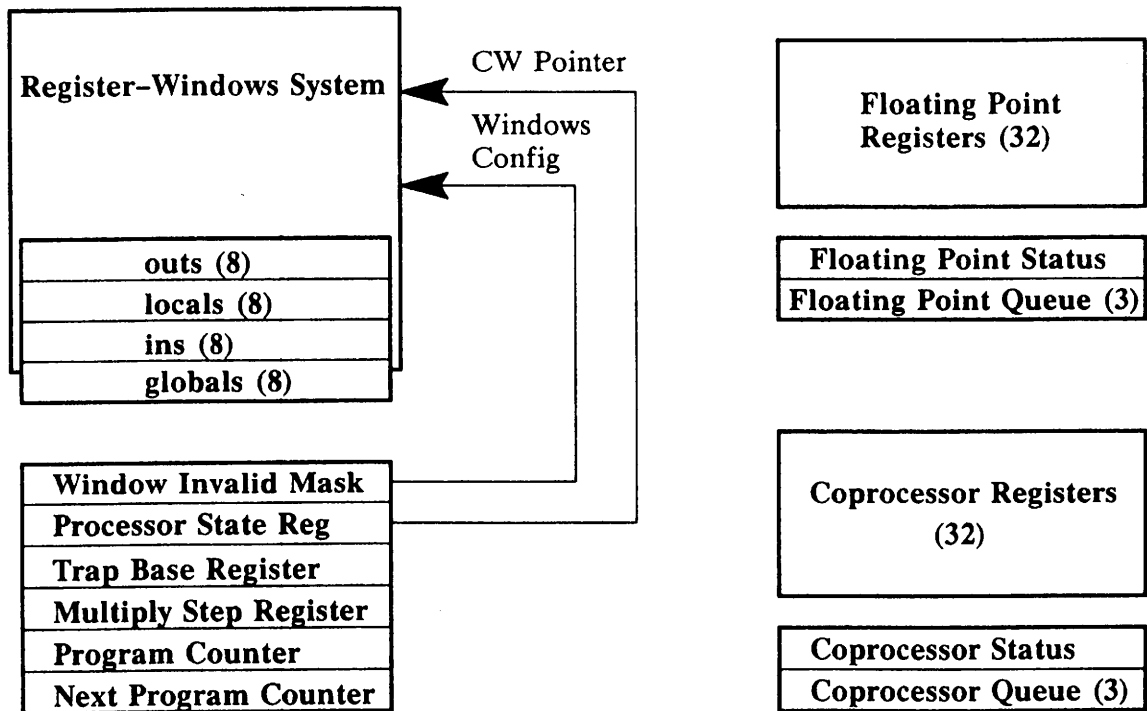 Register-Windows System
CW Pointer
Windows
Config
outs (8)
locals (8)
ins (8)
globals (8)
Window Invalid Mask
Processor State Reg
Trap Base Register
Multiply Step Register
Program Counter
Next Program Counter
Floating Point
Registers (32)
Floating Point Status
Floating Point Queue (3)
Coprocessor Registers
(32)
Coprocessor Status
Coprocessor Queue (3)